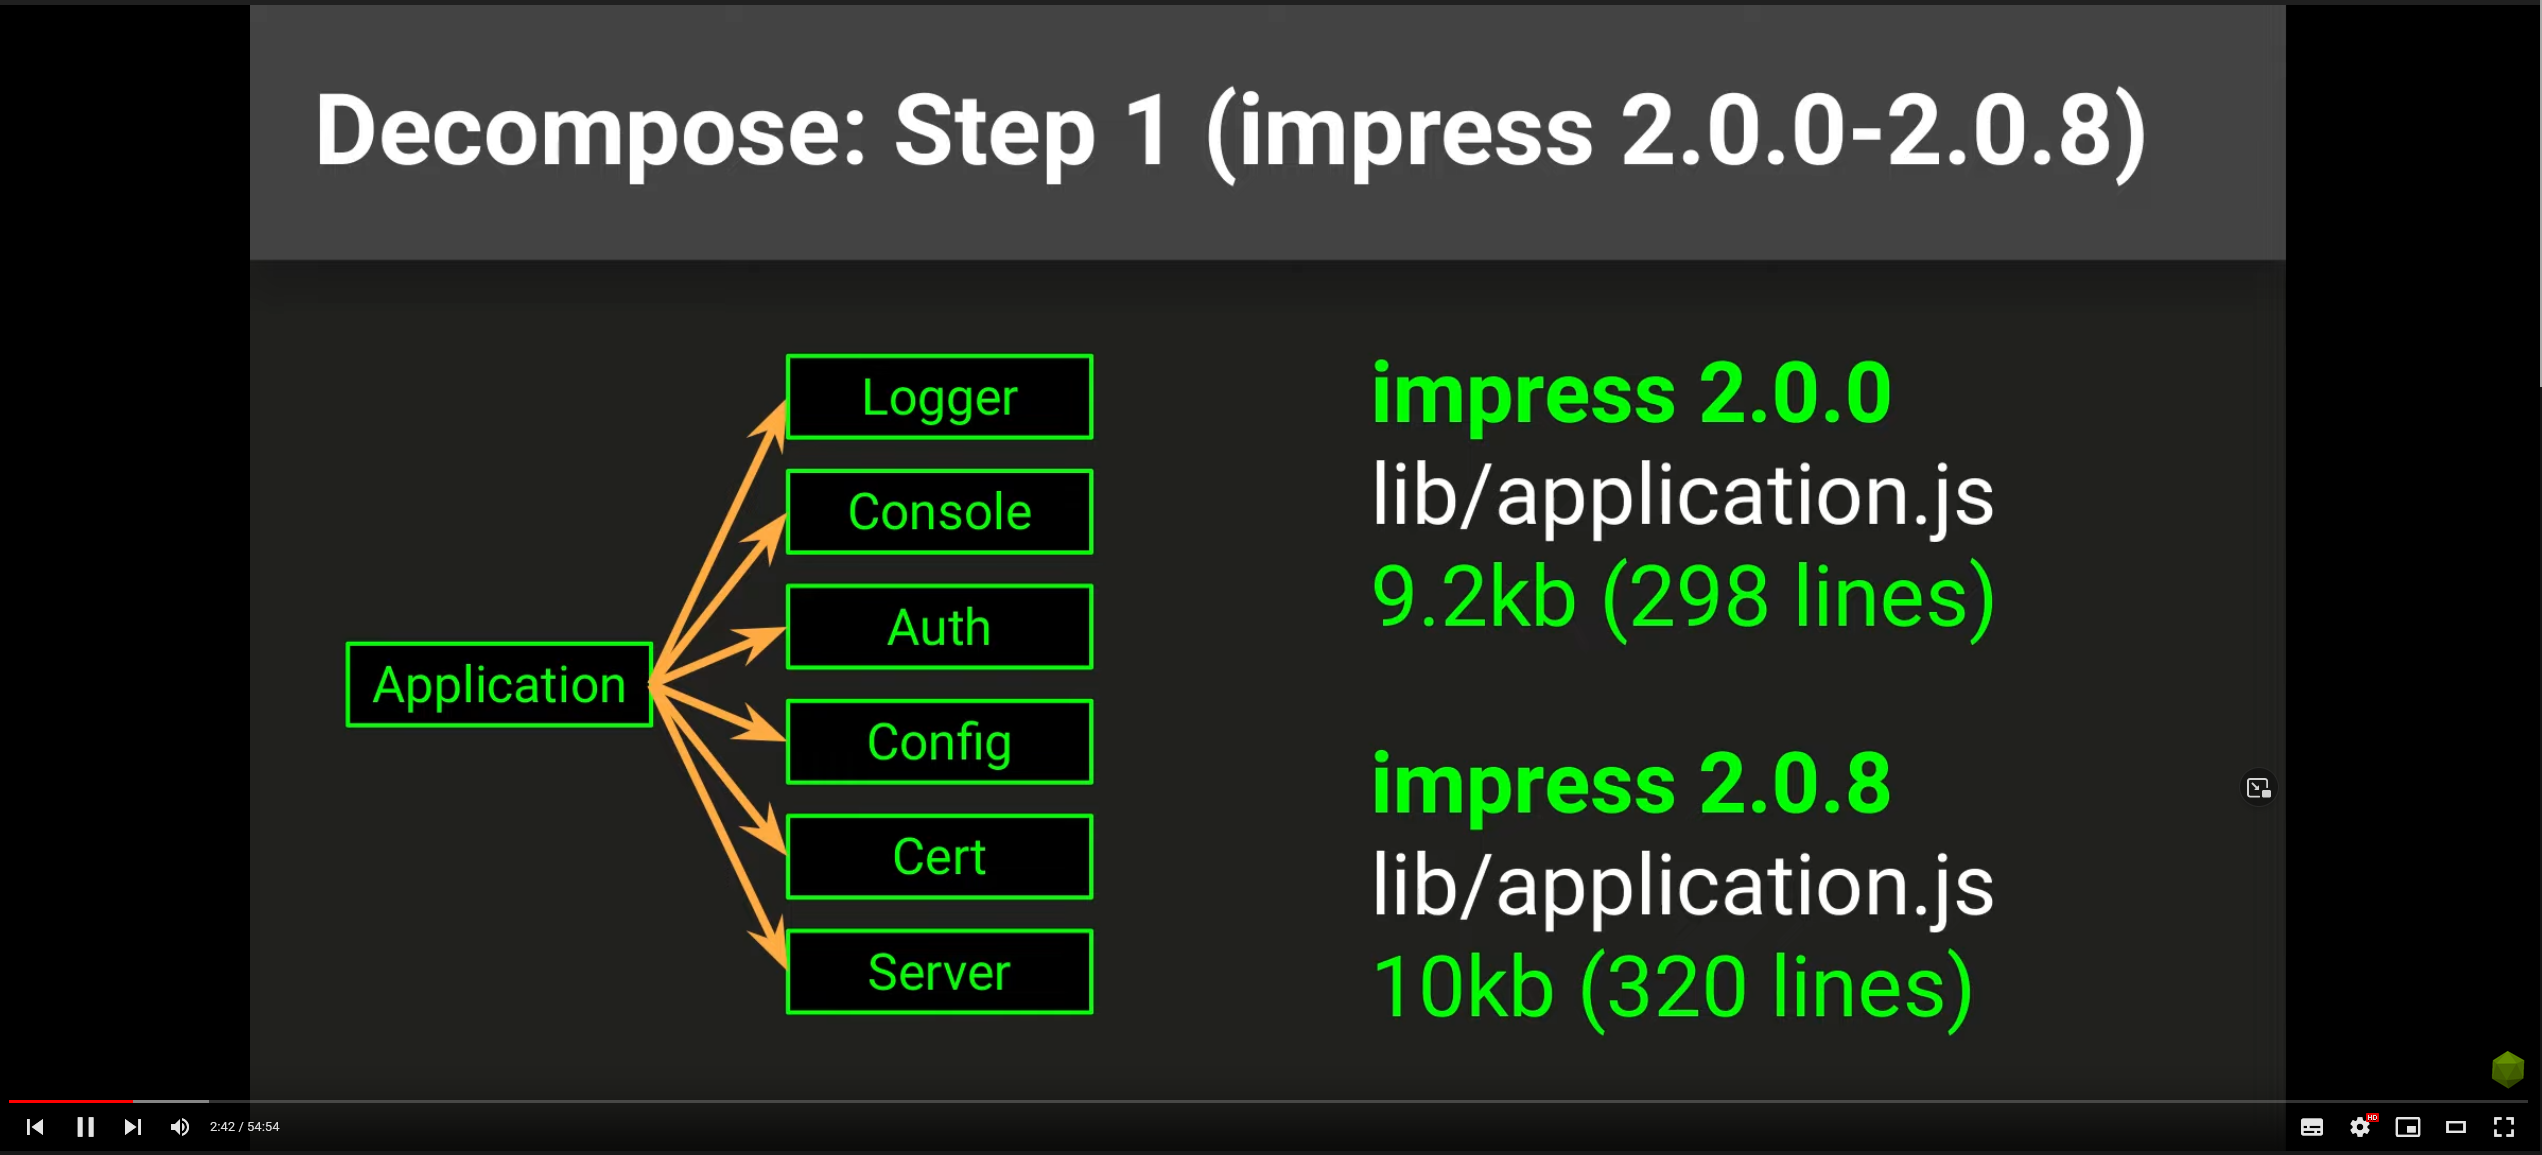 Decompose: Step 1 (impress 2.0.0-2.0.8)
Application
Logger
Console
Auth
Config
Cert
Server
impress 2.0.0
lib/application.js
9.2kb (298 lines)
impress 2.0.8
lib/application.js
10kb (320 lines)
2:42 / 54:54
HD